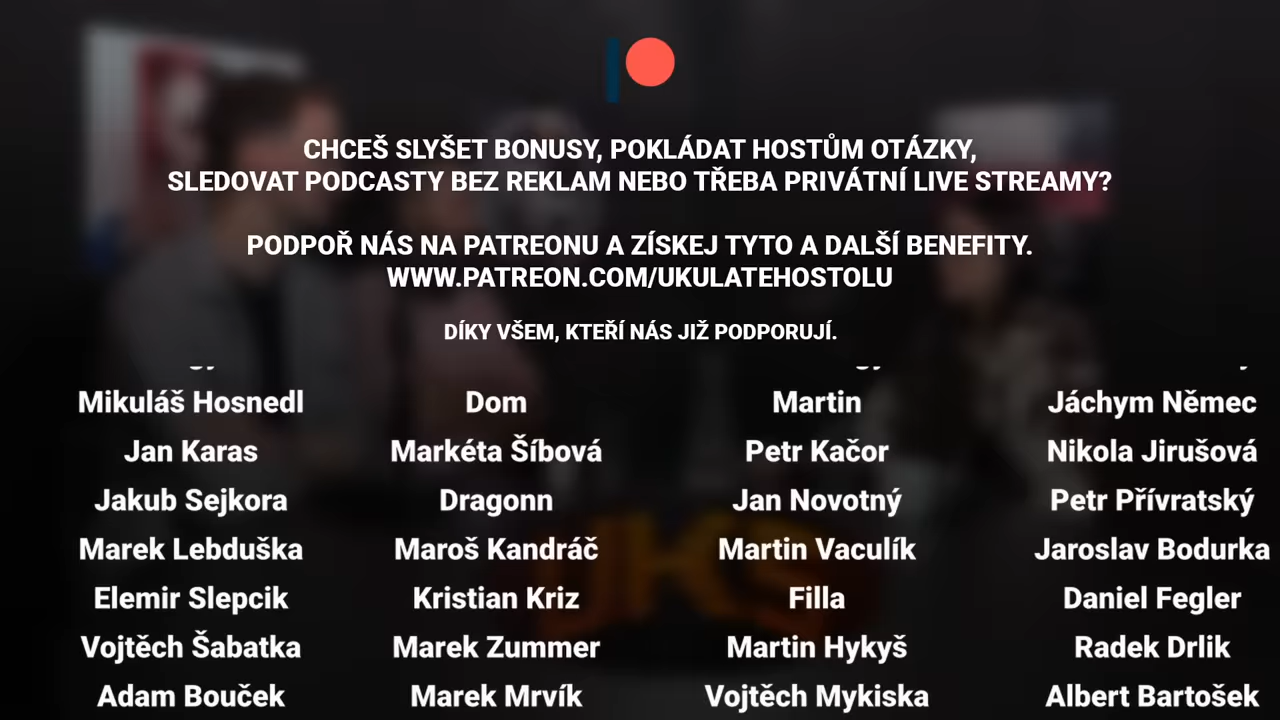 CHCEŠ SLYŠET BONUSY, POKLÁDAT HOSTŮM OTÁZKY,
SLEDOVAT PODCASTY BEZ REKLAM NEBO TŘEBA PRIVÁTNÍ LIVE STREAMY?
PODPOŘ NÁS NA PATREONU A ZÍSKEJ TYTO A DALŠÍ BENEFITY.
WWW.PATREON.COM/UKULATEHOSTOLU
DÍKY VŠEM, KTEŘÍ NÁS JIŽ PODPORUJÍ.
Mikuláš Hosnedl Dom Martin Jáchym Němec
Jan Karas Markéta Šíbová Petr Kačor Nikola Jirušová
Jakub Sejkora Dragonn Jan Novotný Petr Přívratský
Marek Lebduška Maroš Kandráč Martin Vaculík Jaroslav Bodurka
Elemir Slepcik Kristian Kriz Filla Daniel Fegler
Vojtěch Šabatka Marek Zummer Martin Hykyš Radek Drlik
Adam Bouček Marek Mrvík Vojtěch Mykiska Albert Bartošek
UKS